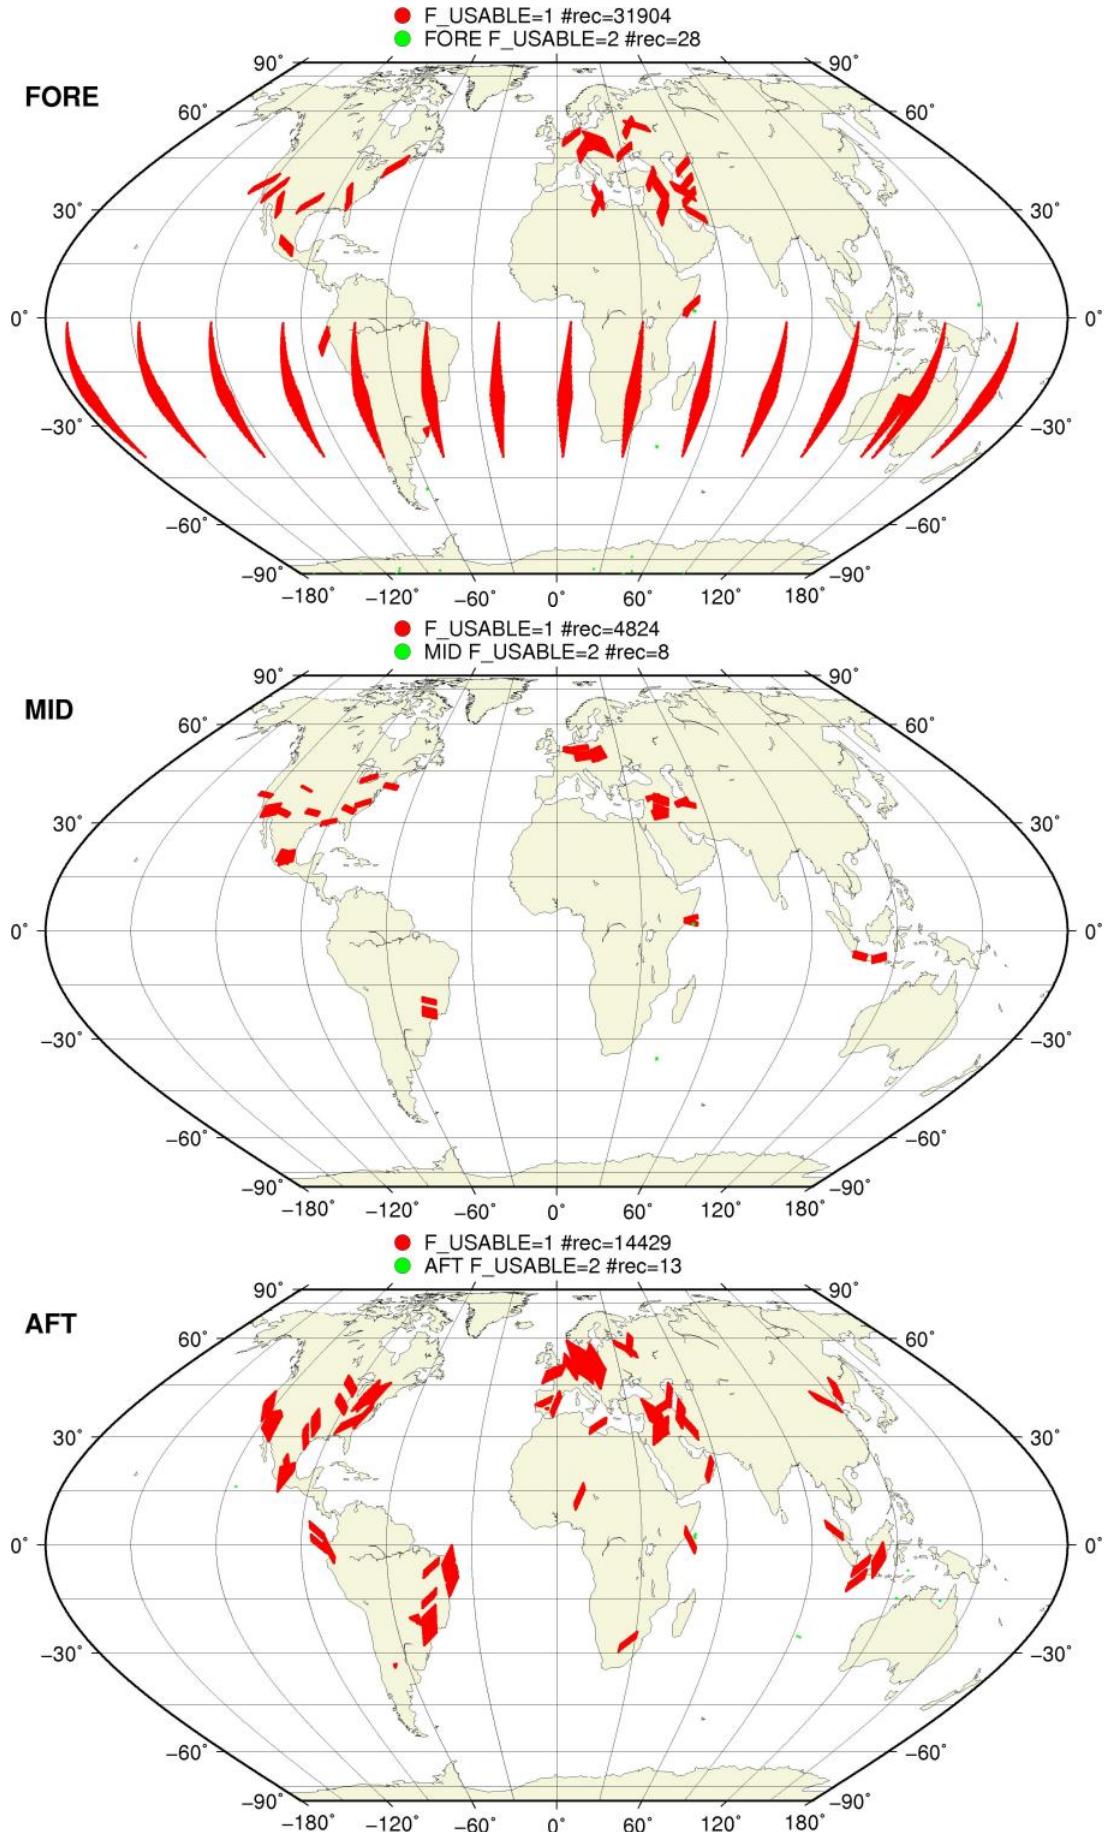 F_USABLE=1 #rec=31904
FORE F_USABLE=2 #rec=28
FORE
90° 90°
60° 60°
30° 30°
0° 0°
−30° −30°
−60° −60°
−90° −90°
−180° −120° −60° 0° 60° 120° 180°
F_USABLE=1 #rec=4824
MID F_USABLE=2 #rec=8
MID
90° 90°
60° 60°
30° 30°
0° 0°
−30° −30°
−60° −60°
−90° −90°
−180° −120° −60° 0° 60° 120° 180°
F_USABLE=1 #rec=14429
AFT F_USABLE=2 #rec=13
AFT
90° 90°
60° 60°
30° 30°
0° 0°
−30° −30°
−60° −60°
−90° −90°
−180° −120° −60° 0° 60° 120° 180°